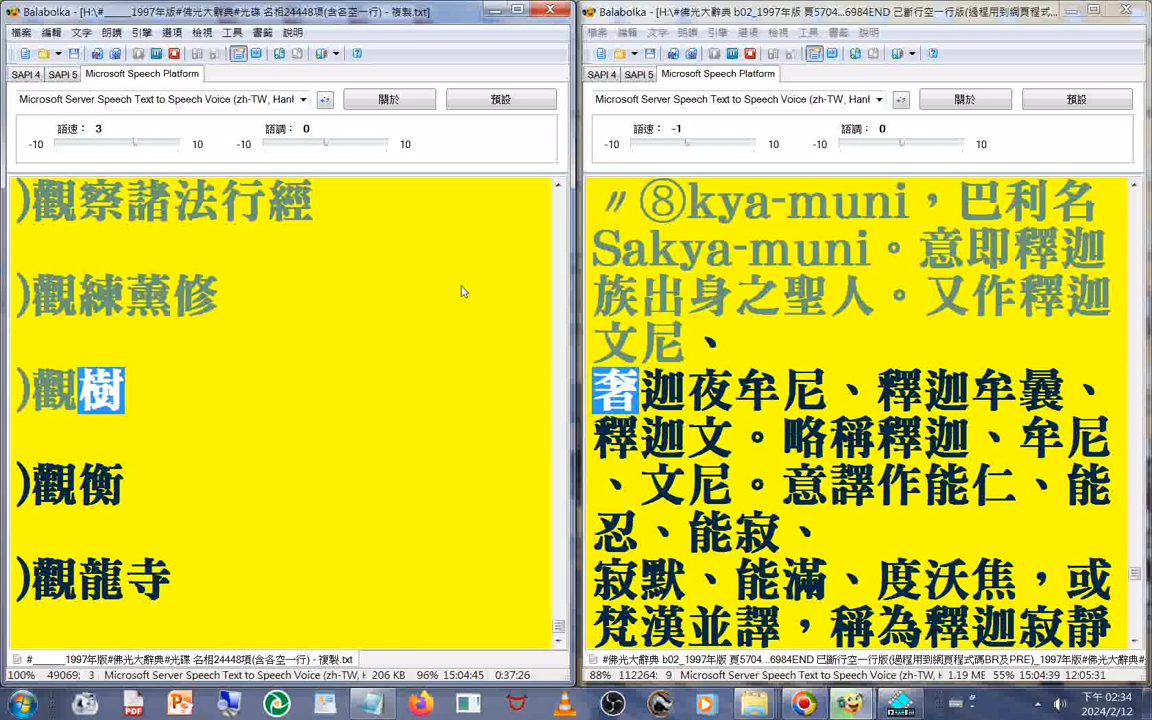 Balabolka - [H:\#_____1997年版#佛光大辭典#光碟 名相24448項(含各空一行) - 複製.txt]
檔案 編輯 文字 朗讀 引擎 選項 檢視 工具 書籤 說明
SAPI 4 SAPI 5 Microsoft Speech Platform
Microsoft Server Speech Text to Speech Voice (zh-TW, Hanl
關於 預設
語速： 3 語調： 0
-10 10 -10 10
)觀察諸法行經
)觀練薰修
)觀樹
)觀衡
)觀龍寺
#_____1997年版#佛光大辭典#光碟 名相24448項(含各空一行) - 複製.txt
100% 49069; 3 Microsoft Server Speech Text to Speech Voice (zh-TW 206 KB 96% 15:04:45 0:37:26
Balabolka - [H:\#佛光大辭典 b02_1997年版 頁5704...6984END 已斷行空一行版(過程用到網頁程式...
檔案 編輯 文字 朗讀 引擎 選項 檢視 工具 書籤 說明
SAPI 4 SAPI 5 Microsoft Speech Platform
Microsoft Server Speech Text to Speech Voice (zh-TW, Hanl
關於 預設
語速： -1 語調： 0
-10 10 -10 10
〃⑧kya-muni，巴利名
Sakya-muni。意即釋迦
族出身之聖人。又作釋迦
文尼、
奢迦夜牟尼、釋迦牟曩、
釋迦文。略稱釋迦、牟尼
、文尼。意譯作能仁、能
忍、能寂、
寂默、能滿、度沃焦，或
梵漢並譯，稱為釋迦寂靜
#佛光大辭典 b02_1997年版 頁5704...6984END 已斷行空一行版(過程用到網頁程式碼BR及PRE)_1997年版#佛光大辭典#
88% 112264; 9 Microsoft Server Speech Text to Speech Voice (zh-TW 1.19 ME 55% 15:04:39 12:05:31
下午 02:34
2024/2/12